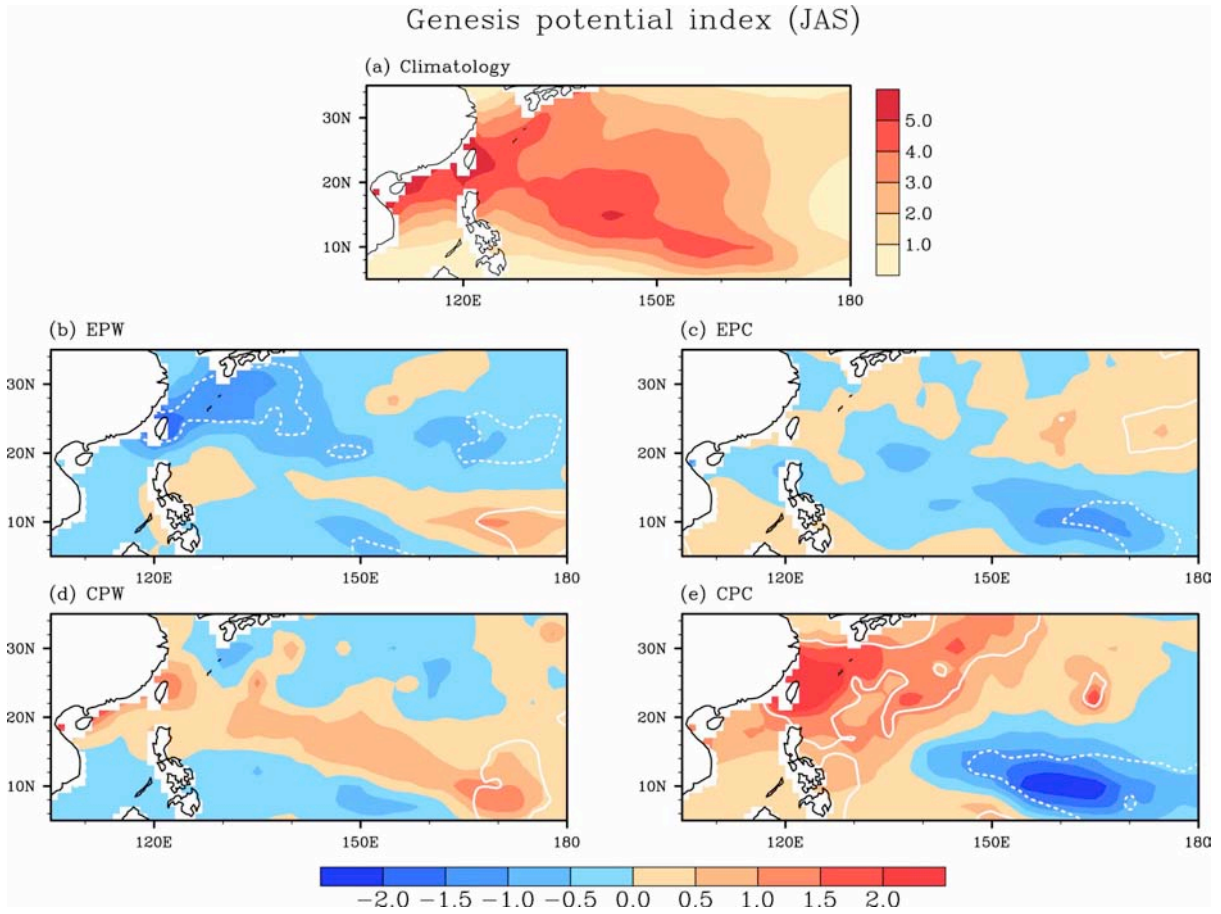 Genesis potential index (JAS)
(a) Climatology
30N
20N
10N
120E 150E 180
5.0
4.0
3.0
2.0
1.0
(b) EPW
30N
20N
10N
120E 150E 180
(c) EPC
30N
20N
10N
120E 150E 180
(d) CPW
30N
20N
10N
120E 150E 180
(e) CPC
30N
20N
10N
120E 150E 180
−2.0 −1.5 −1.0 −0.5 0.0 0.5 1.0 1.5 2.0